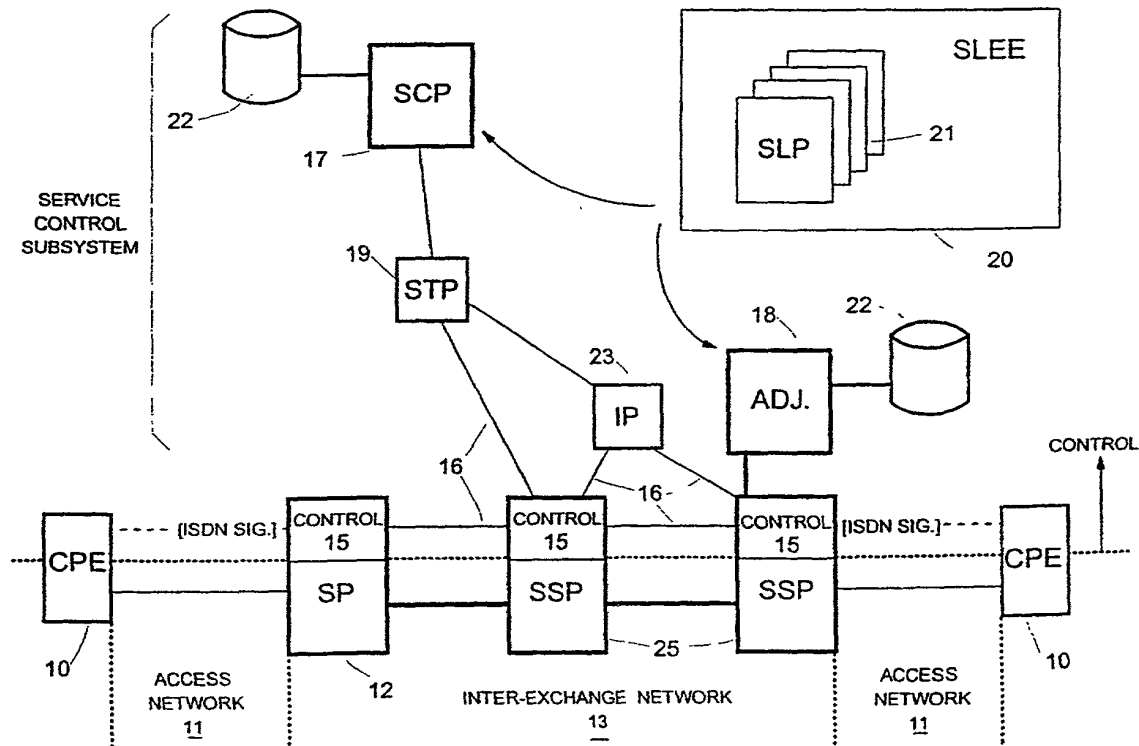 SLEE
SCP
21
22
SLP
17
SERVICE
CONTROL
SUBSYSTEM
20
19
STP
18
22
23
ADJ.
IP
CONTROL
16
16
[ISDN SIG.]
CONTROL
15
CONTROL
15
CONTROL
15
[ISDN SIG.]
CPE
SP
SSP
SSP
CPE
10
12
25
10
ACCESS
NETWORK
11
INTER-EXCHANGE NETWORK
13
ACCESS
NETWORK
11